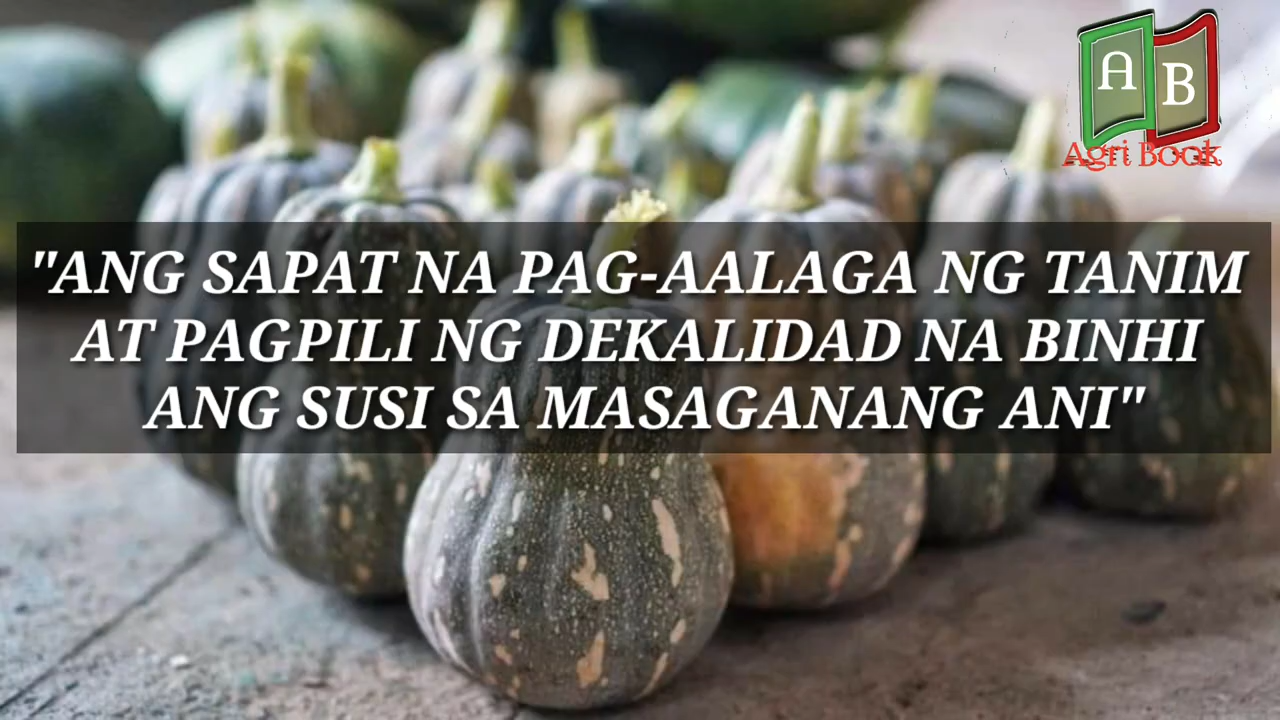 A B
Agri Book
"ANG SAPAT NA PAG-AALAGA NG TANIM
AT PAGPILI NG DEKALIDAD NA BINHI
ANG SUSI SA MASAGANANG ANI"